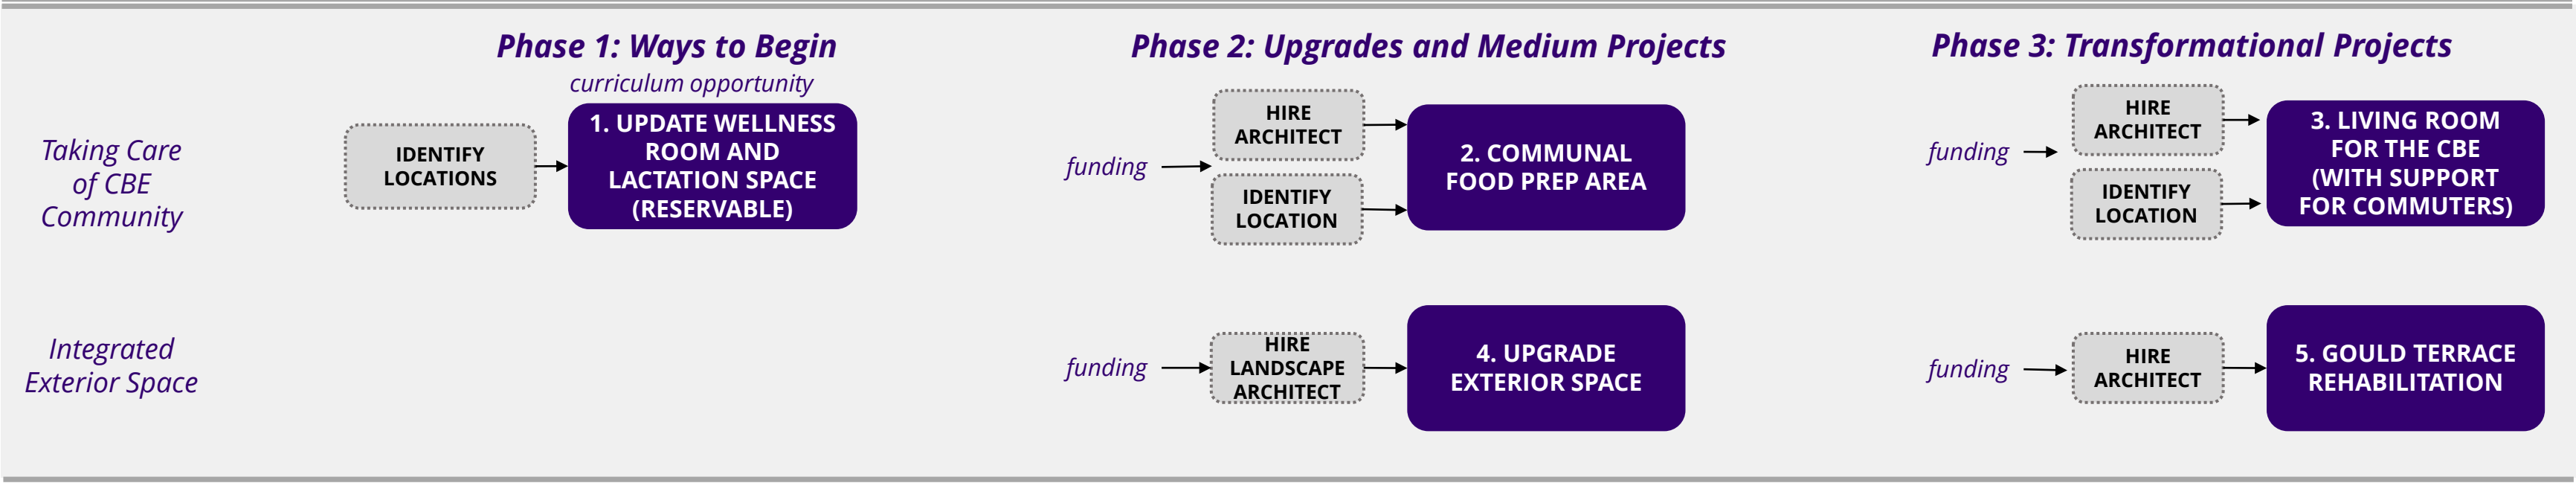 Phase 1: Ways to Begin
Phase 2: Upgrades and Medium Projects
Phase 3: Transformational Projects
curriculum opportunity
Taking Care
of CBE
Community
IDENTIFY
LOCATIONS
1. UPDATE WELLNESS
ROOM AND
LACTATION SPACE
(RESERVABLE)
funding
HIRE
ARCHITECT
IDENTIFY
LOCATION
2. COMMUNAL
FOOD PREP AREA
funding
HIRE
ARCHITECT
IDENTIFY
LOCATION
3. LIVING ROOM
FOR THE CBE
(WITH SUPPORT
FOR COMMUTERS)
Integrated
Exterior Space
funding
HIRE
LANDSCAPE
ARCHITECT
4. UPGRADE
EXTERIOR SPACE
funding
HIRE
ARCHITECT
5. GOULD TERRACE
REHABILITATION